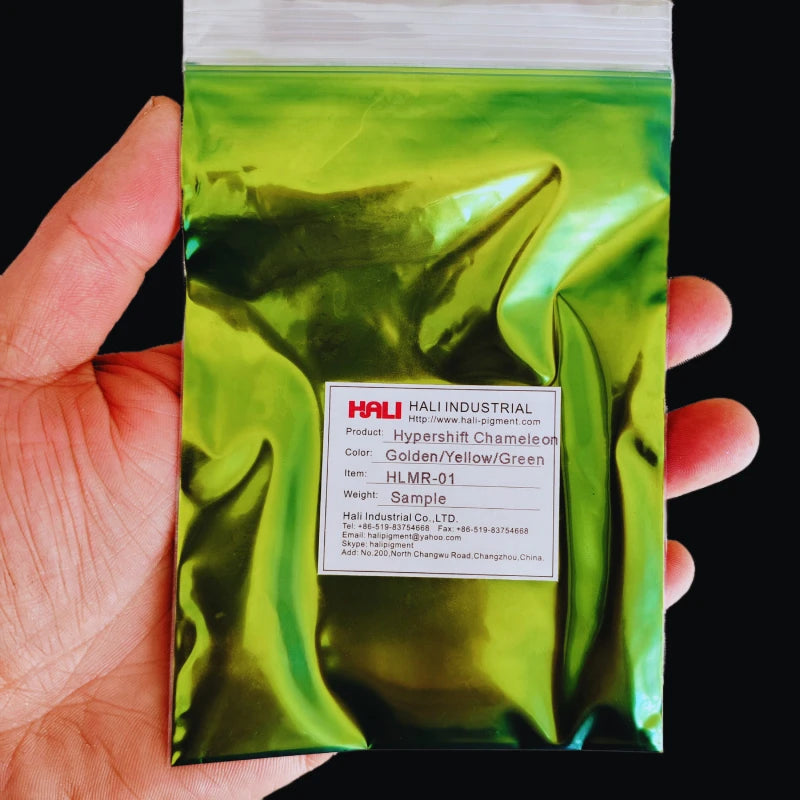 HALI HALI INDUSTRIAL
Http://www.hali-pigment.com
Product: Hypershift Chameleon
Color: Golden/Yellow/Green
Item: HLMR-01
Weight: Sample
Hali Industrial Co.,LTD.
Tel: +86-519-83754668 Fax: +86-519-83754668
Email: halipigment@yahoo.com
Skype: halipigment
Add: No.200,North Changwu Road,Changzhou,China.